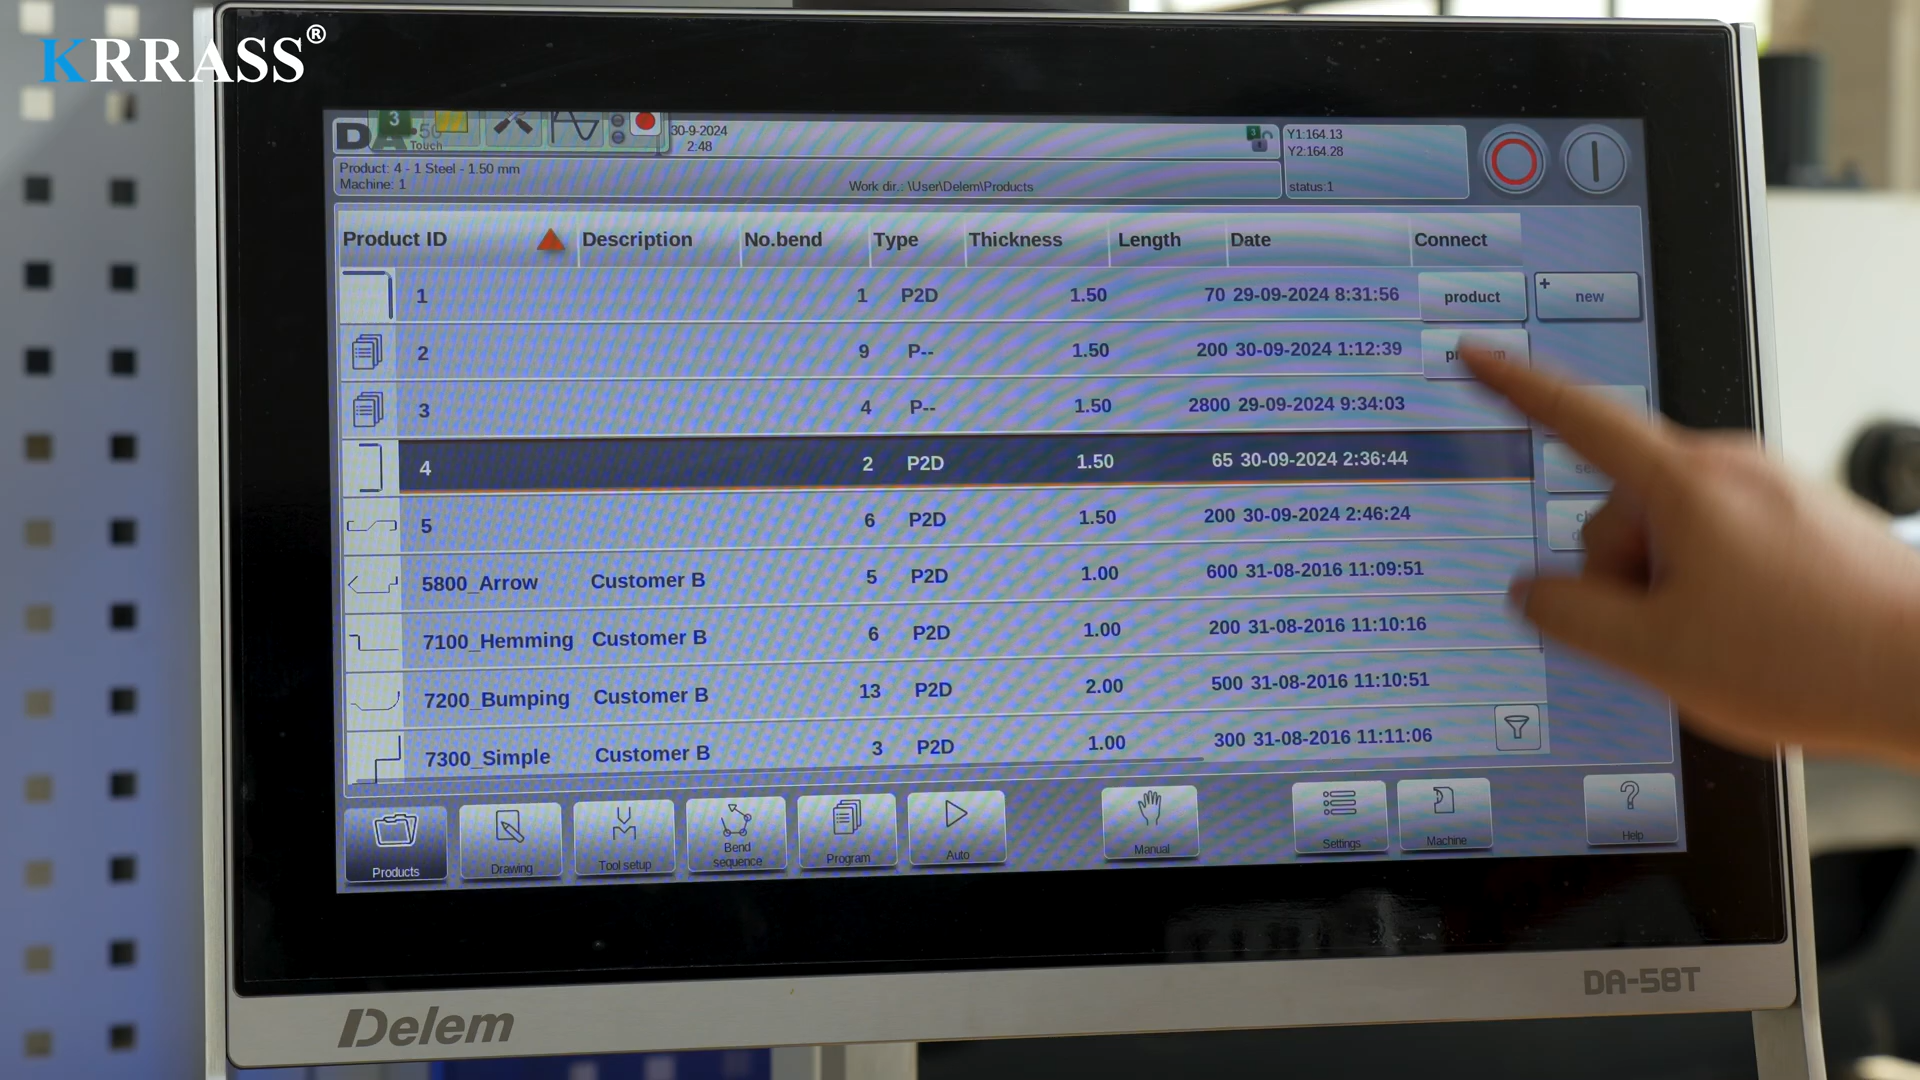 KRRASS®
3
Touch
30-9-2024
2:48
3
Y1:164.13
Y2:164.28
status:1
Product: 4 - 1 Steel - 1.50 mm
Machine: 1
Work dir.: \User\Delem\Products
Product ID Description No.bend Type Thickness Length Date Connect
1 1 P2D 1.50 70 29-09-2024 8:31:56 product
+ new
2 9 P-- 1.50 200 30-09-2024 1:12:39
3 4 P-- 1.50 2800 29-09-2024 9:34:03
4 2 P2D 1.50 65 30-09-2024 2:36:44
5 6 P2D 1.50 200 30-09-2024 2:46:24
5800_Arrow Customer B 5 P2D 1.00 600 31-08-2016 11:09:51
7100_Hemming Customer B 6 P2D 1.00 200 31-08-2016 11:10:16
7200_Bumping Customer B 13 P2D 2.00 500 31-08-2016 11:10:51
7300_Simple Customer B 3 P2D 1.00 300 31-08-2016 11:11:06
Products
Drawing
Tool setup
Bend
sequence
Program
Auto
Manual
Settings
Machine
? Help
Delem
DA-58T